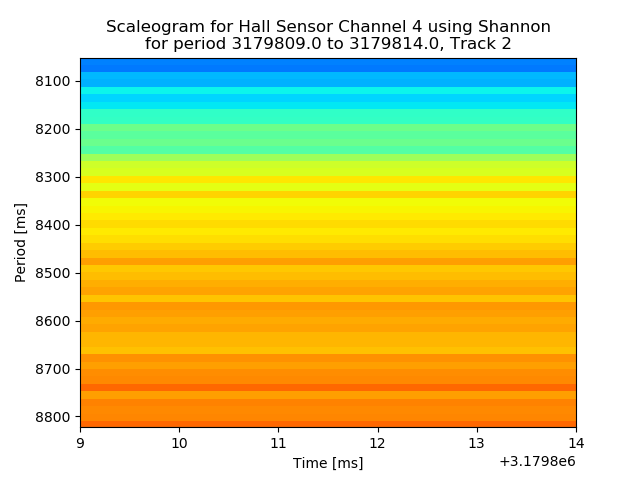 Scaleogram for Hall Sensor Channel 4 using Shannon
for period 3179809.0 to 3179814.0, Track 2
8100
8200
8300
8400
8500
8600
8700
8800
Period [ms]
9 10 11 12 13 14
Time [ms]
+3.1798e6